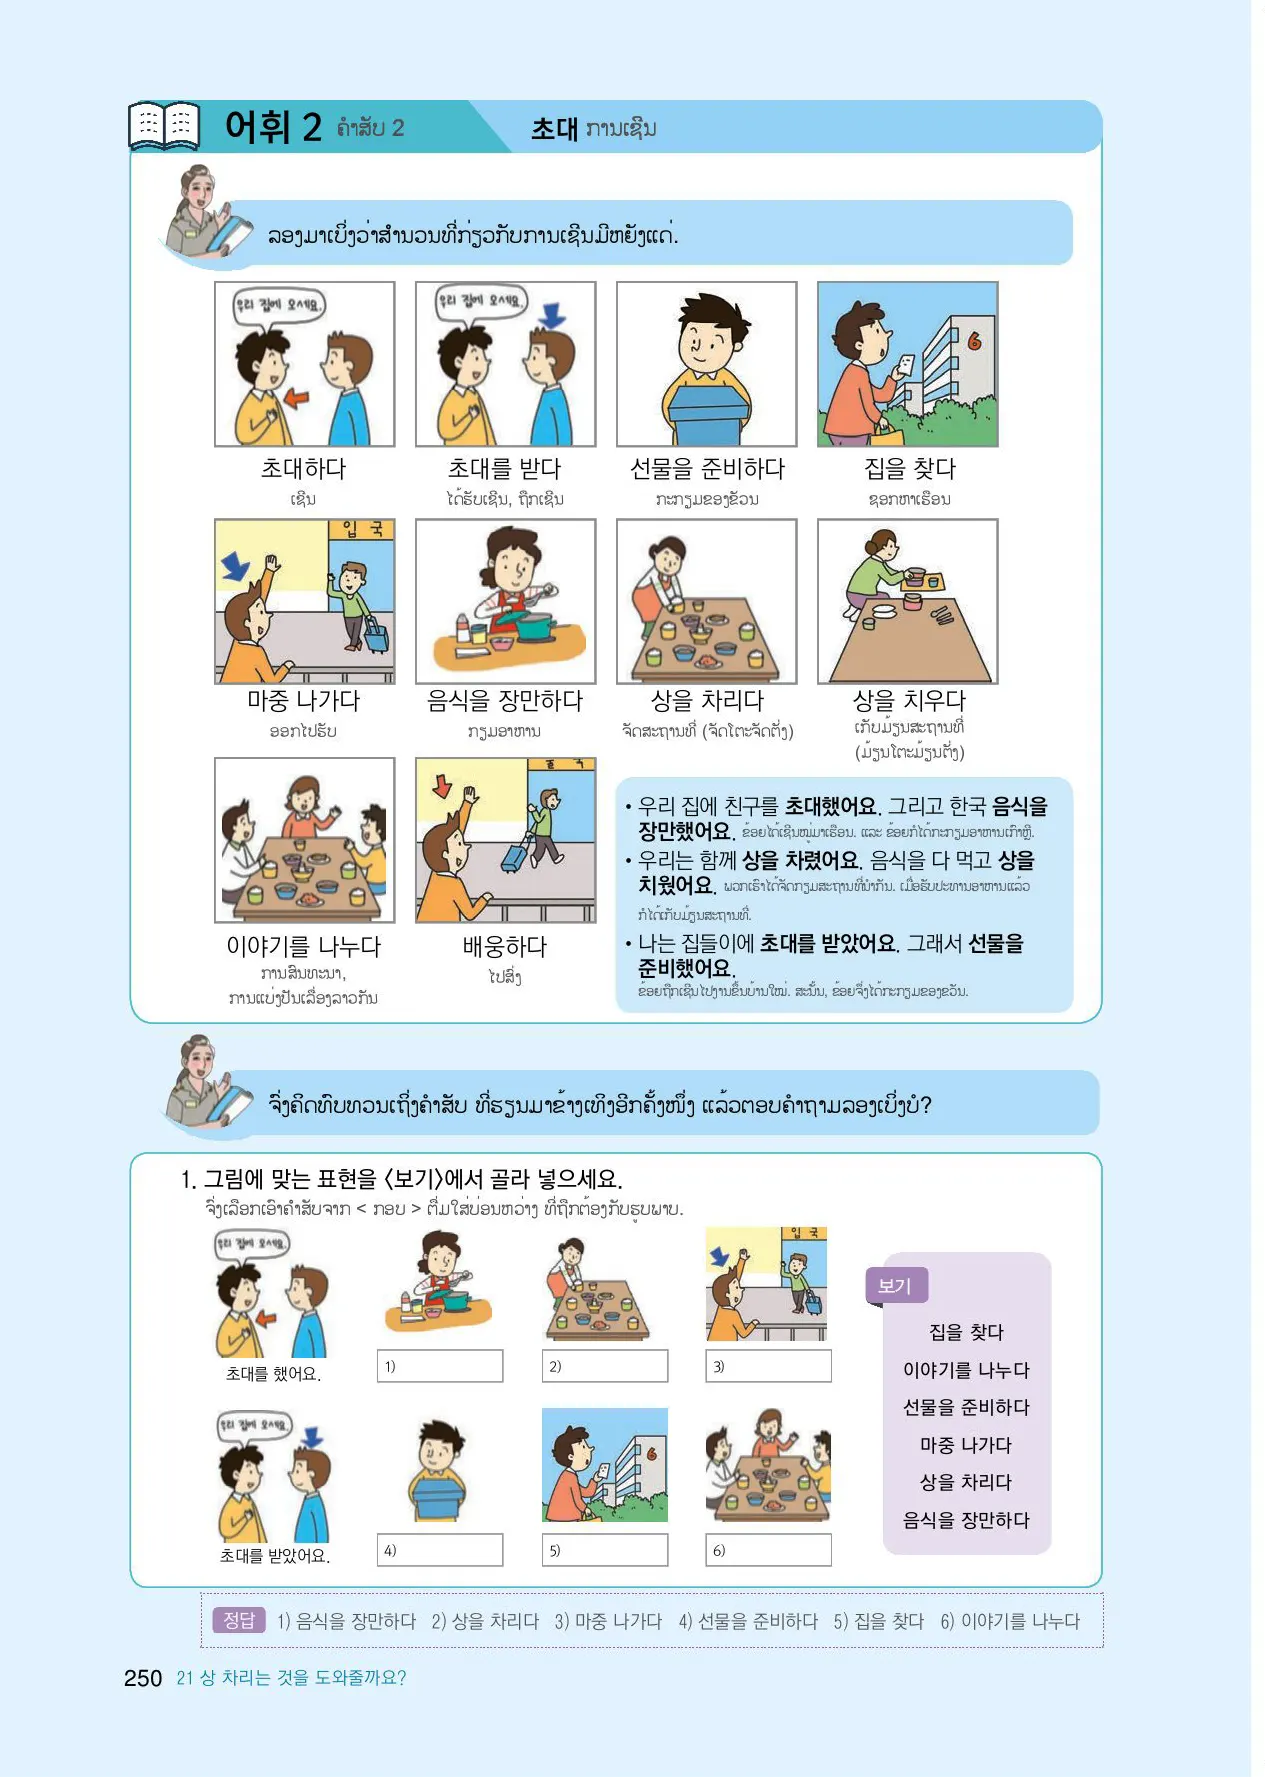 어휘 2 ຄຳສັບ 2
초대 ການເຊີນ
ລອງມາເບິ່ງວ່າສຳນວນທີ່ກ່ຽວກັບການເຊີນມີຫຍັງແດ່.
우리 집에 오세요.
우리 집에 오세요.
6
초대하다
초대를 받다
선물을 준비하다
집을 찾다
ເຊີນ
ໄດ້ຮັບເຊີນ, ຖືກເຊີນ
ກະກຽມຂອງຂັວນ
ຊອກຫາເຮືອນ
입 국
마중 나가다
음식을 장만하다
상을 차리다
상을 치우다
ອອກໄປຮັບ
ກຽມອາຫານ
ຈັດສະຖານທີ່ (ຈັດໂຕະຈັດຕັ່ງ)
ເກັບມ້ຽນສະຖານທີ່
(ມ້ຽນໂຕະມ້ຽນຕັ່ງ)
출 국
이야기를 나누다
배웅하다
ການສົນທະນາ,
ການແບ່ງປັນເລື່ອງລາວກັນ
ໄປສົ່ງ
• 우리 집에 친구를 초대했어요. 그리고 한국 음식을
장만했어요. ຂ້ອຍໄດ້ເຊີນໝູ່ມາເຮືອນ. ແລະ ຂ້ອຍກໍໄດ້ກະກຽມອາຫານເກົາຫຼີ.
• 우리는 함께 상을 차렸어요. 음식을 다 먹고 상을
치웠어요. ພວກເຮົາໄດ້ຈັດກຽມສະຖານທີ່ນຳກັນ. ເມື່ອຮັບປະທານອາຫານແລ້ວ
ກໍໄດ້ເກັບມ້ຽນສະຖານທີ່.
• 나는 집들이에 초대를 받았어요. 그래서 선물을
준비했어요.
ຂ້ອຍຖືກເຊີນໄປງານຂຶ້ນບ້ານໃໝ່. ສະນັ້ນ, ຂ້ອຍຈຶ່ງໄດ້ກະກຽມຂອງຂວັນ.
ຈົ່ງຄິດທົບທວນເຖິ່ງຄຳສັບ ທີ່ຮຽນມາຂ້າງເທິງອີກຄັ້ງໜຶ່ງ ແລ້ວຕອບຄຳຖາມລອງເບິ່ງບໍ?
1. 그림에 맞는 표현을 〈보기〉에서 골라 넣으세요.
ຈົ່ງເລືອກເອົາຄຳສັບຈາກ < ກອບ > ຕື່ມໃສ່ບ່ອນຫວ່າງ ທີ່ຖືກຕ້ອງກັບຮູບພາບ.
우리 집에 오세요.
입 국
초대를 했어요.
1)
2)
3)
우리 집에 오세요.
6
초대를 받았어요.
4)
5)
6)
보기
집을 찾다
이야기를 나누다
선물을 준비하다
마중 나가다
상을 차리다
음식을 장만하다
정답 1) 음식을 장만하다 2) 상을 차리다 3) 마중 나가다 4) 선물을 준비하다 5) 집을 찾다 6) 이야기를 나누다
250 21 상 차리는 것을 도와줄까요?